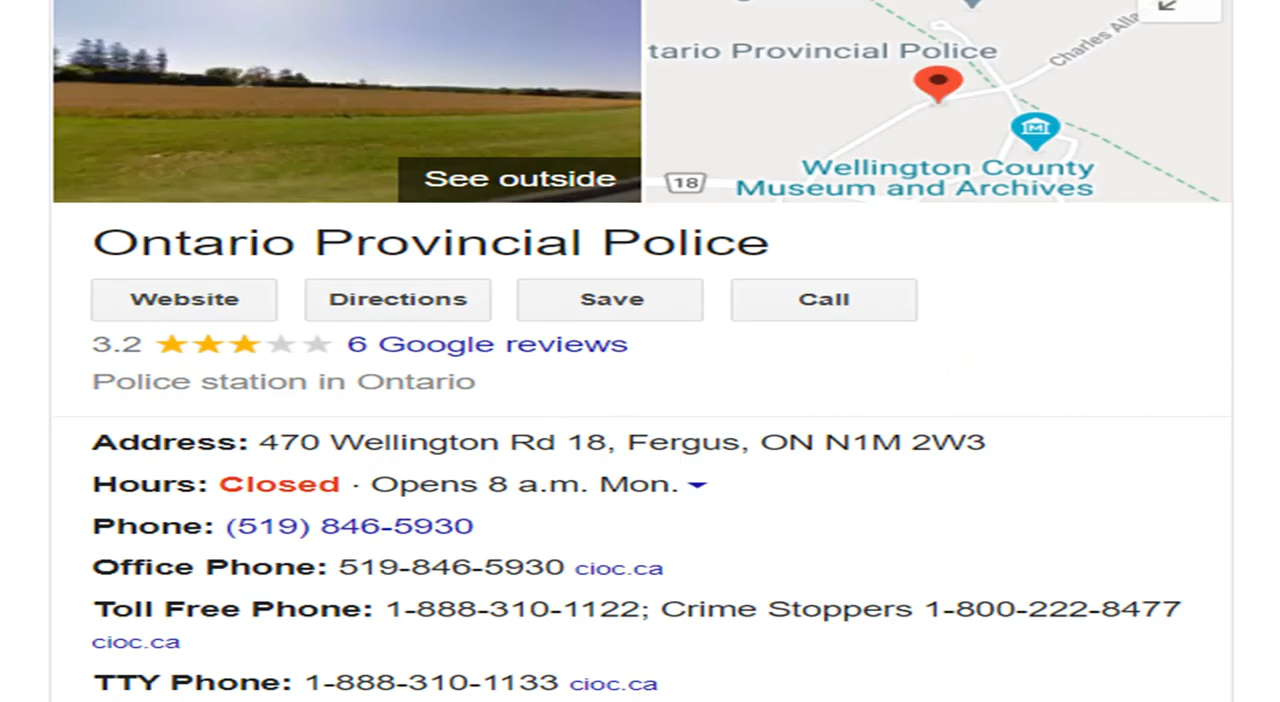 tario Provincial Police
Charles Alla
See outside
18
Wellington County
Museum and Archives
Ontario Provincial Police
Website Directions Save Call
3.2 6 Google reviews
Police station in Ontario
Address: 470 Wellington Rd 18, Fergus, ON N1M 2W3
Hours: Closed · Opens 8 a.m. Mon.
Phone: (519) 846-5930
Office Phone: 519-846-5930 cioc.ca
Toll Free Phone: 1-888-310-1122; Crime Stoppers 1-800-222-8477
cioc.ca
TTY Phone: 1-888-310-1133 cioc.ca